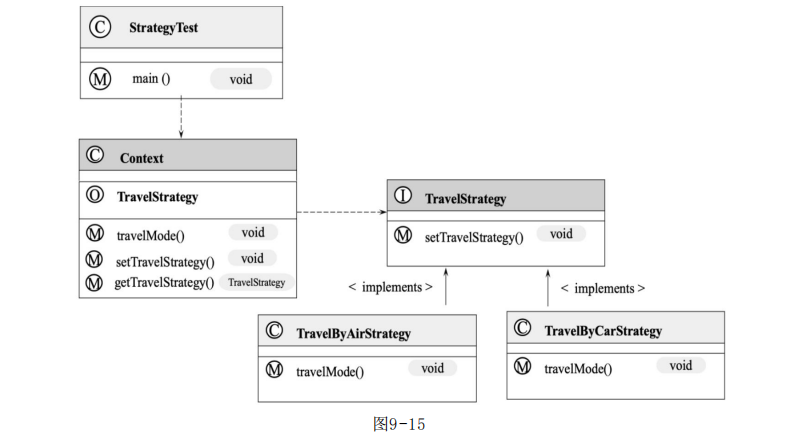 C StrategyTest
M main () void
C Context
O TravelStrategy
M travelMode() void
M setTravelStrategy() void
M getTravelStrategy() TravelStrategy
I TravelStrategy
M setTravelStrategy() void
< implements >
< implements >
C TravelByAirStrategy
M travelMode() void
C TravelByCarStrategy
M travelMode() void
图9-15